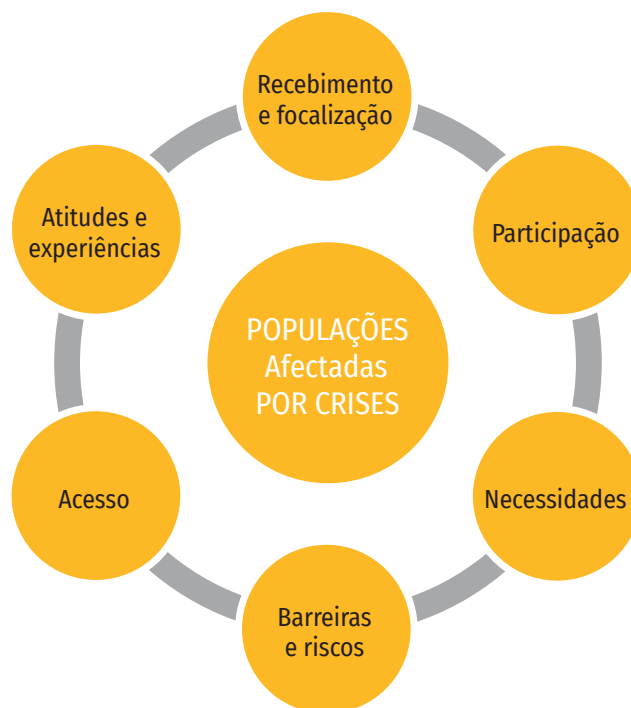 Recebimento
e focalização
Participação
Necessidades
Barreiras
e riscos
Acesso
Atitudes e
experiências
POPULAÇÕES
Afectadas
POR CRISES